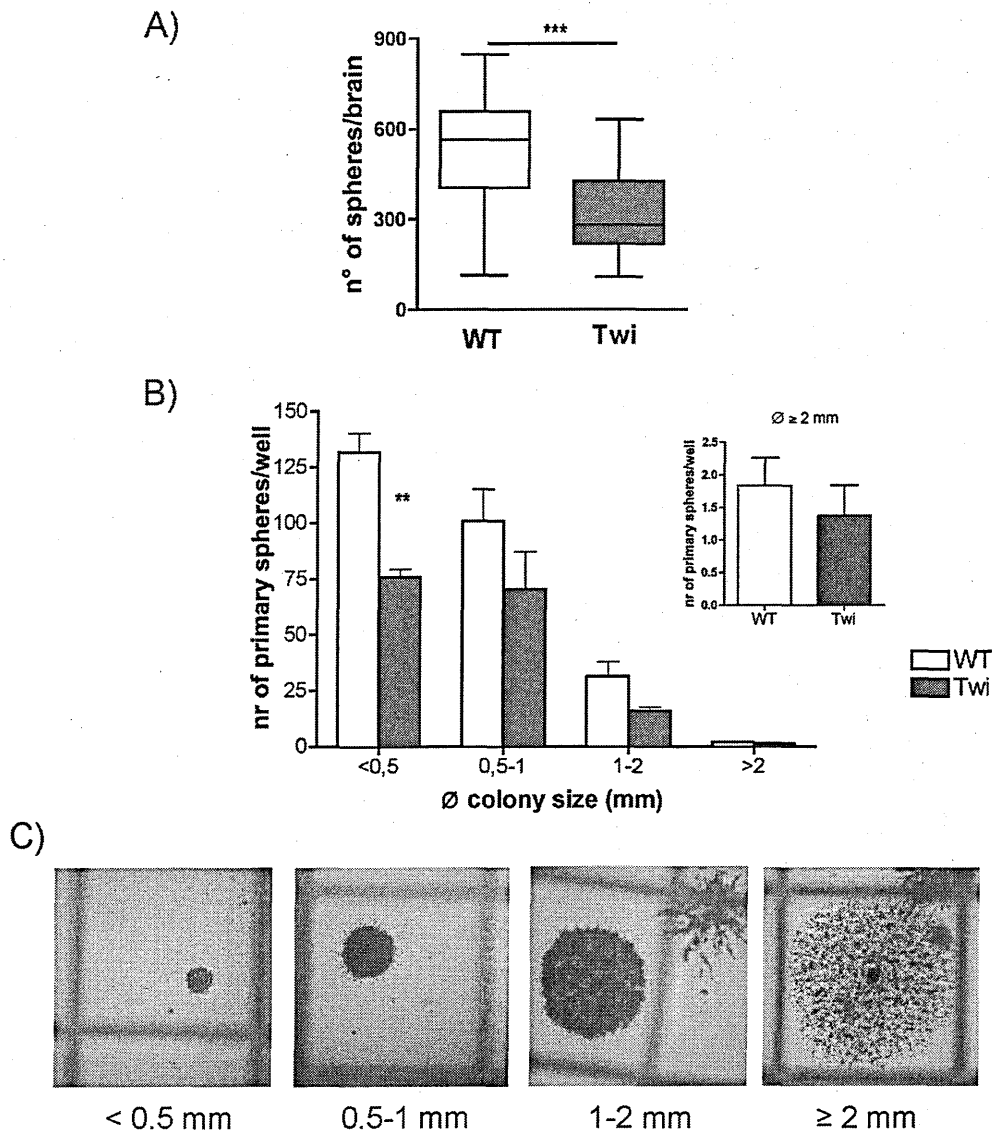 A)
***
900
600
300
0
n° of spheres/brain
WT
Twi
B)
150
125
100
75
50
25
0
nr of primary spheres/well
**
<0,5
0,5-1
1-2
>2
Ø colony size (mm)
Ø ≥ 2 mm
2.5
2.0
1.5
1.0
0.5
0.0
nr of primary spheres/well
WT
Twi
WT
Twi
C)
< 0.5 mm
0.5-1 mm
1-2 mm
≥ 2 mm